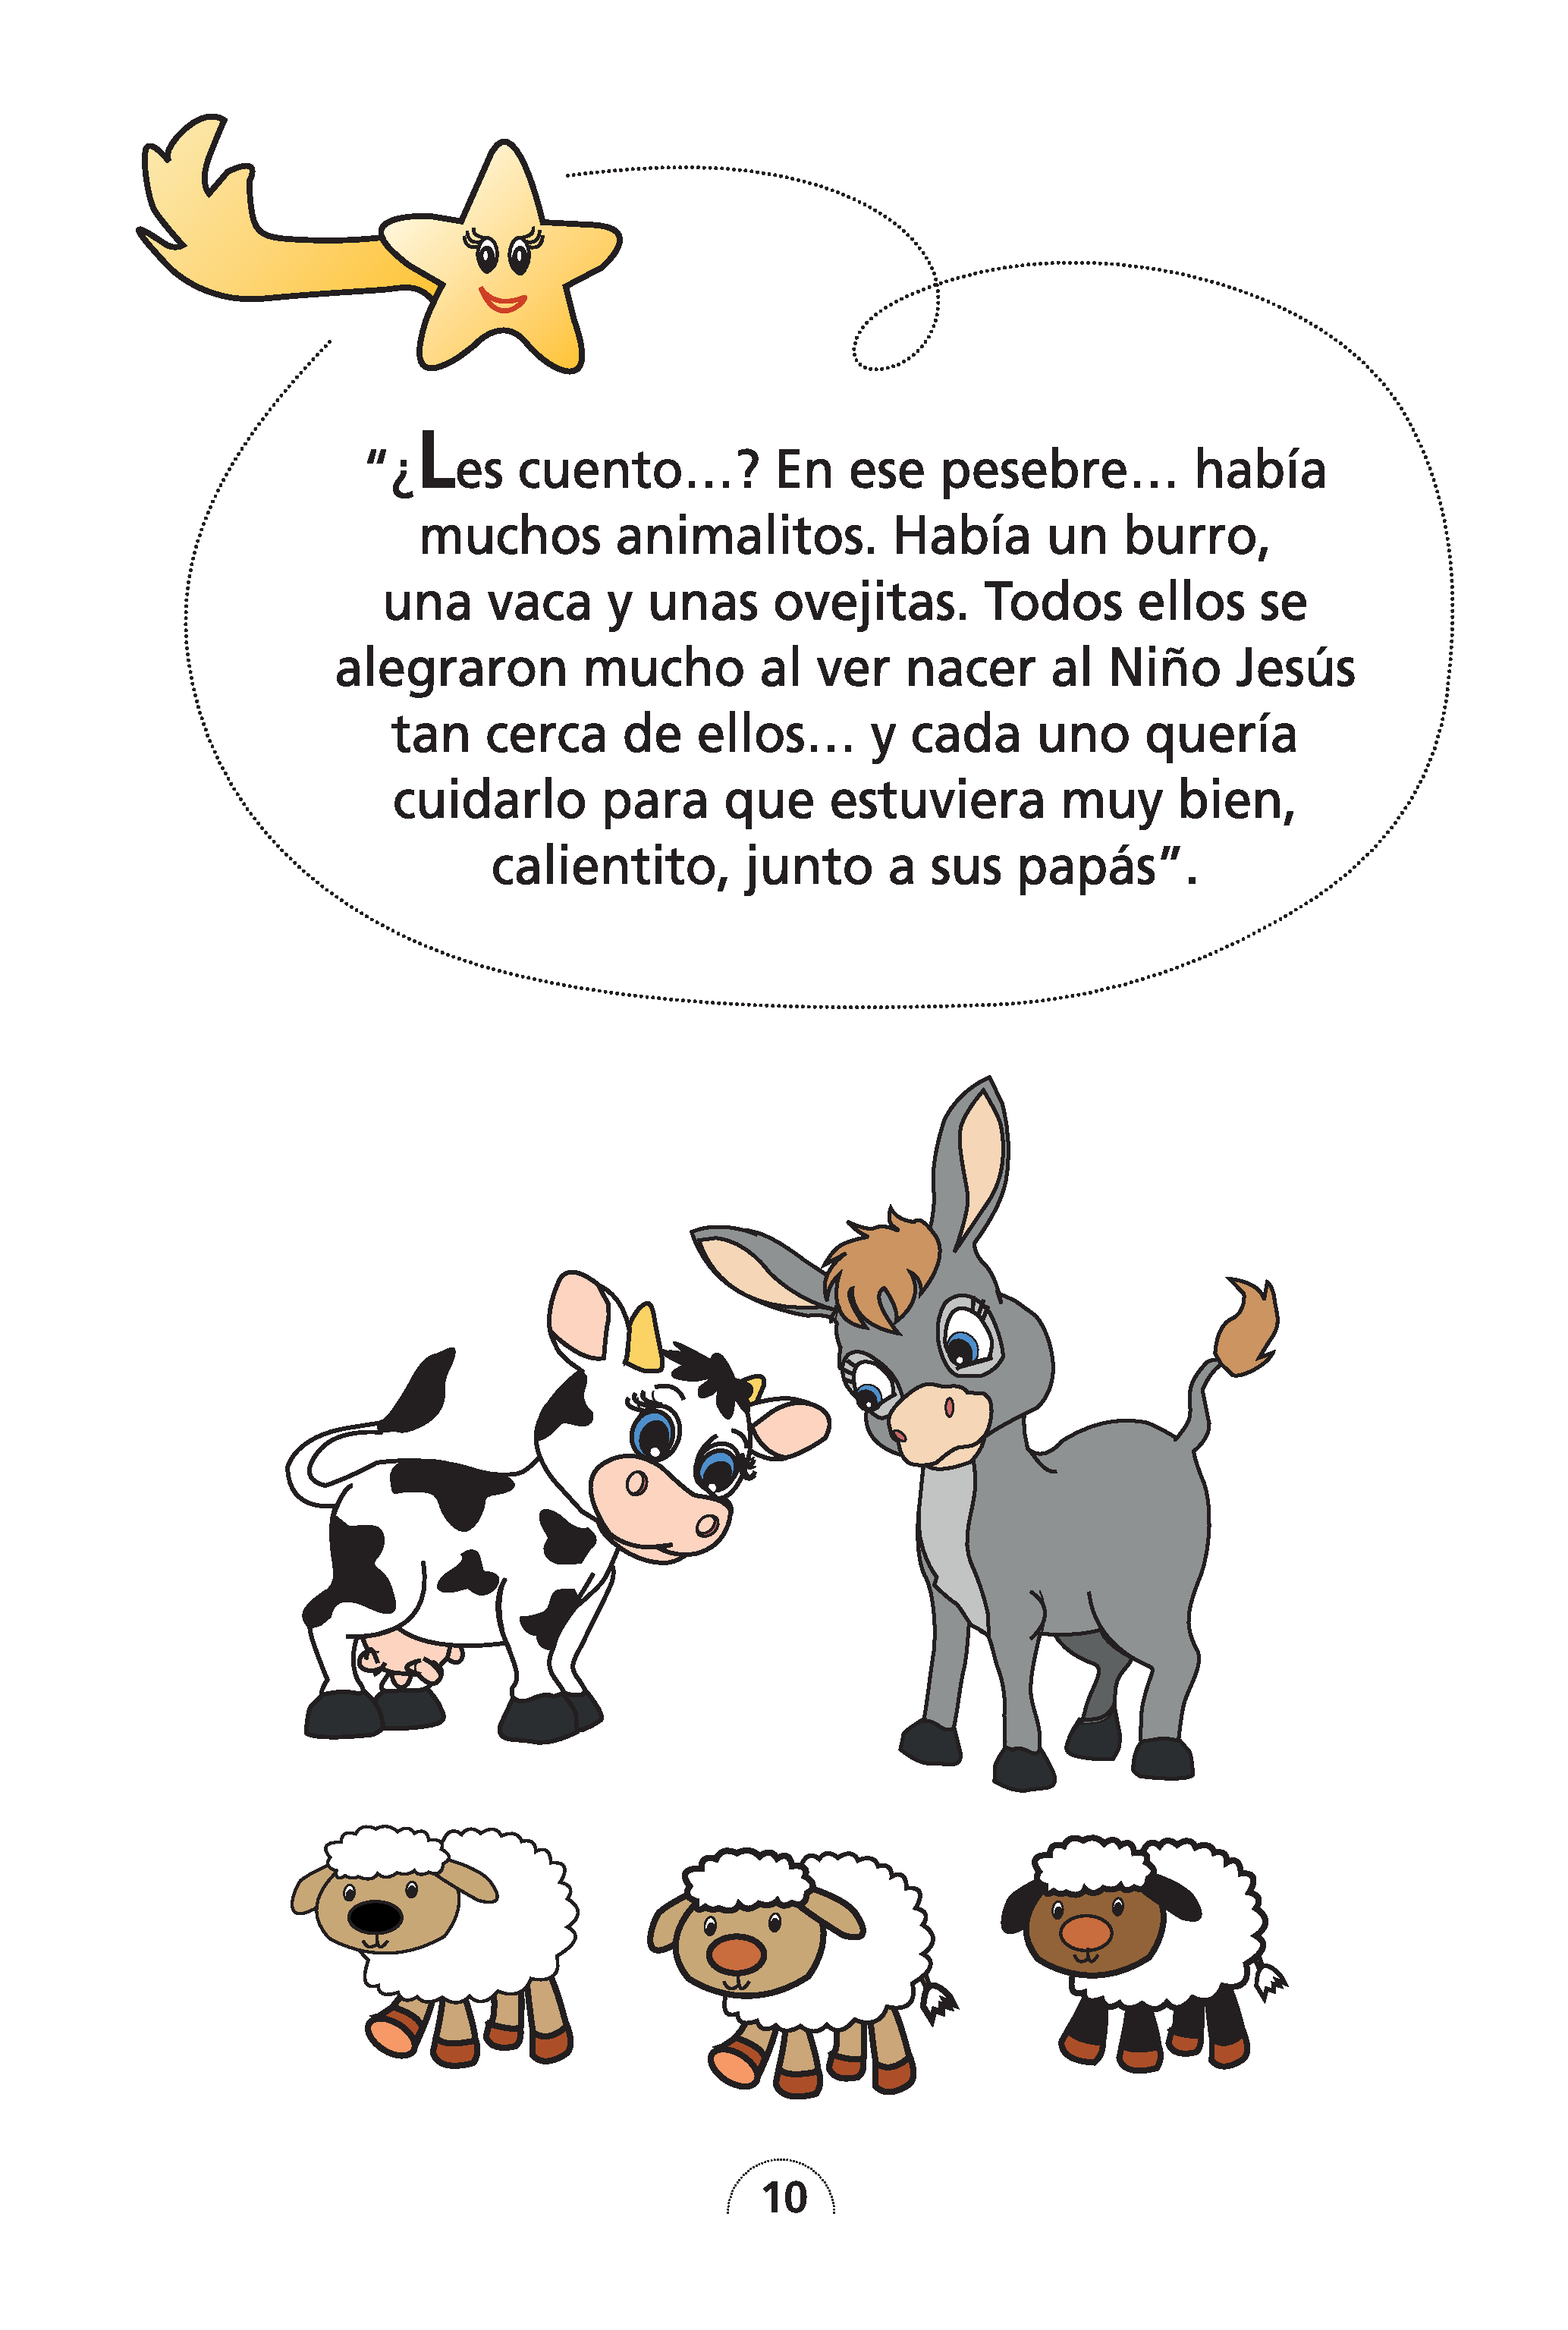 “¿Les cuento...? En ese pesebre... había
muchos animalitos. Había un burro,
una vaca y unas ovejitas. Todos ellos se
alegraron mucho al ver nacer al Niño Jesús
tan cerca de ellos... y cada uno quería
cuidarlo para que estuviera muy bien,
calientito, junto a sus papás”.
10